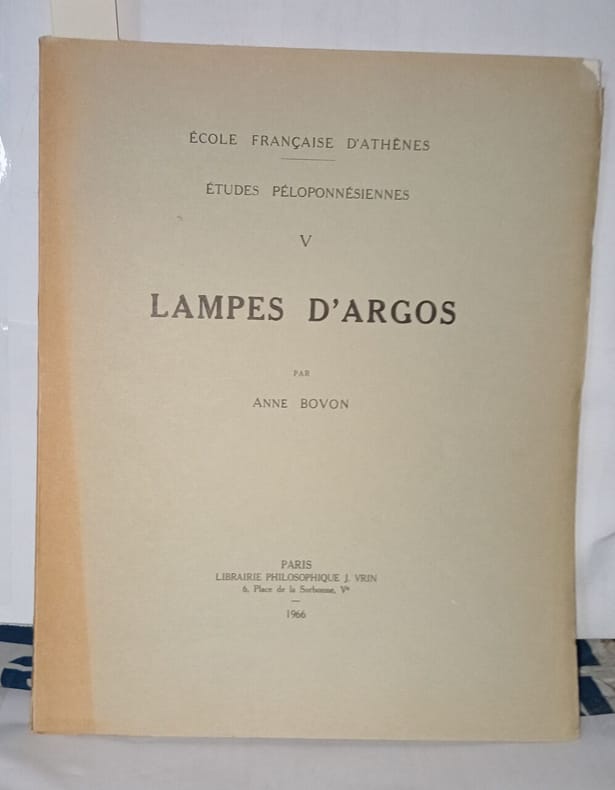 ÉCOLE FRANÇAISE D'ATHÈNES
ÉTUDES PÉLOPONNÉSIENNES
V
LAMPES D'ARGOS
PAR
ANNE BOVON
PARIS
LIBRAIRIE PHILOSOPHIQUE J. VRIN
6, Place de la Sorbonne, Vᵉ
1966